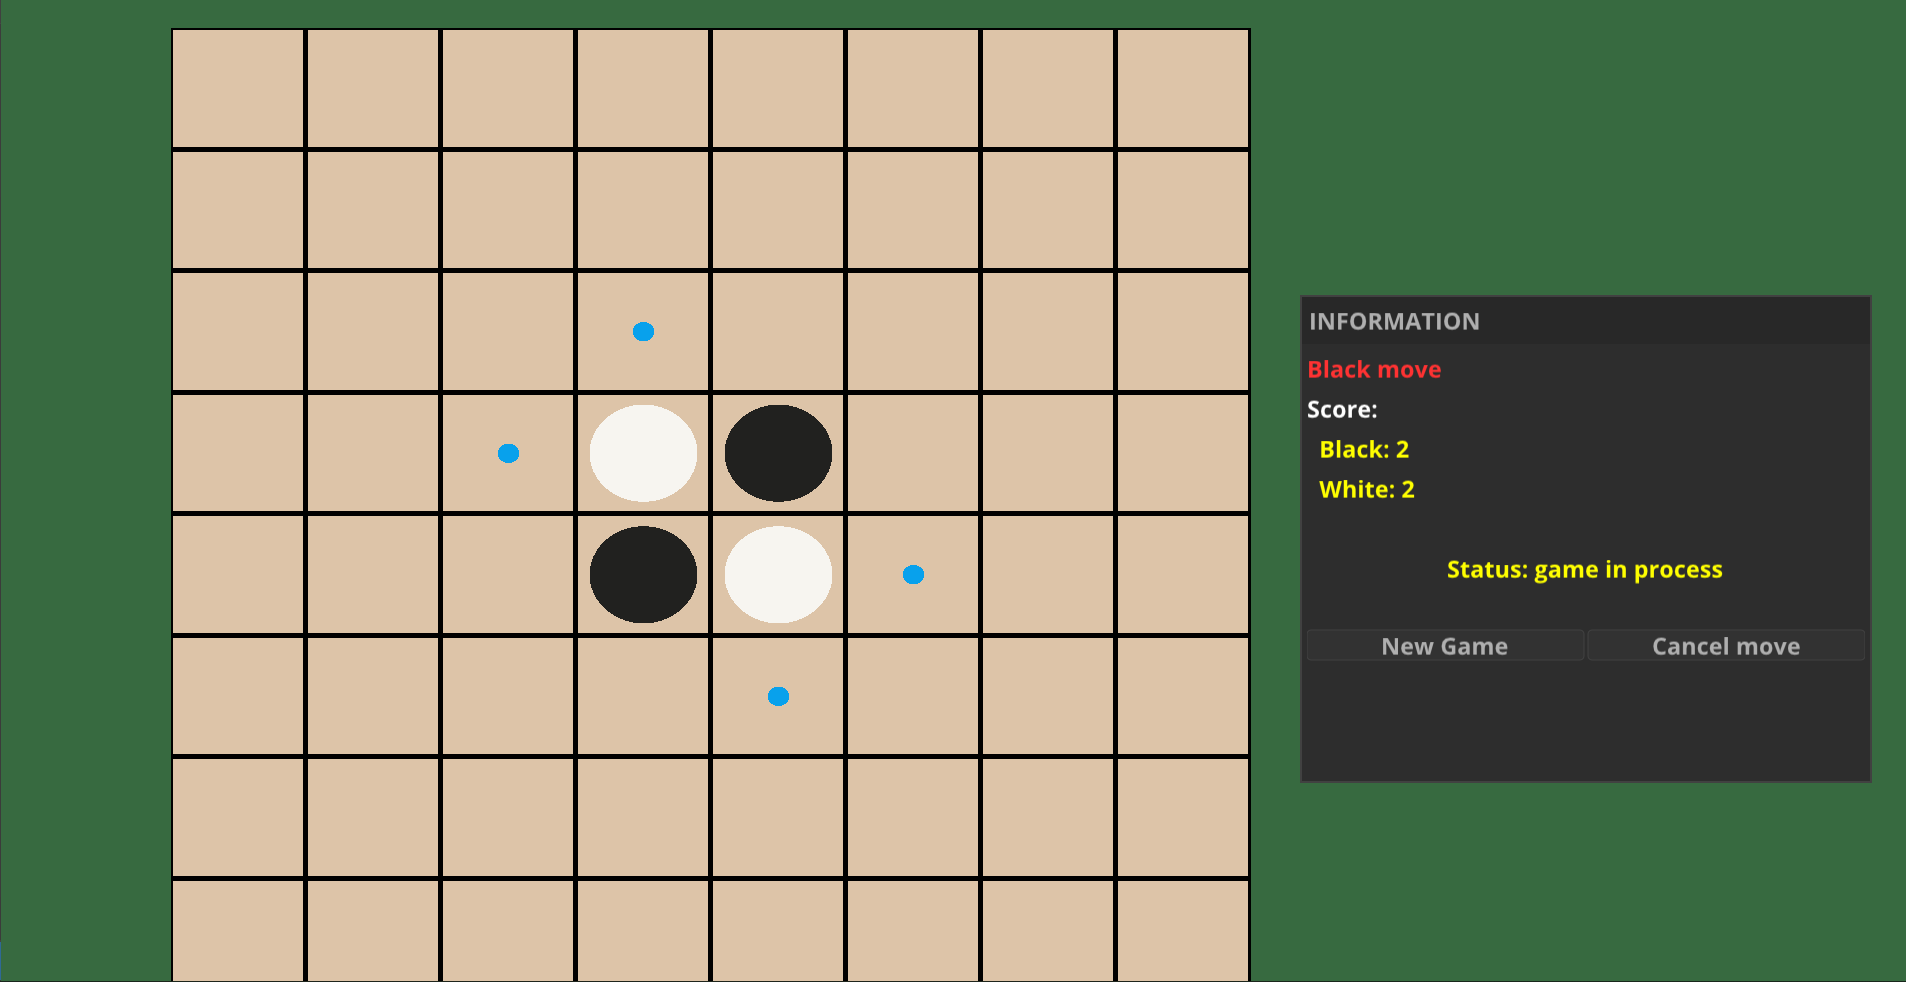 INFORMATION
Black move
Score:
Black: 2
White: 2
Status: game in process
New Game
Cancel move